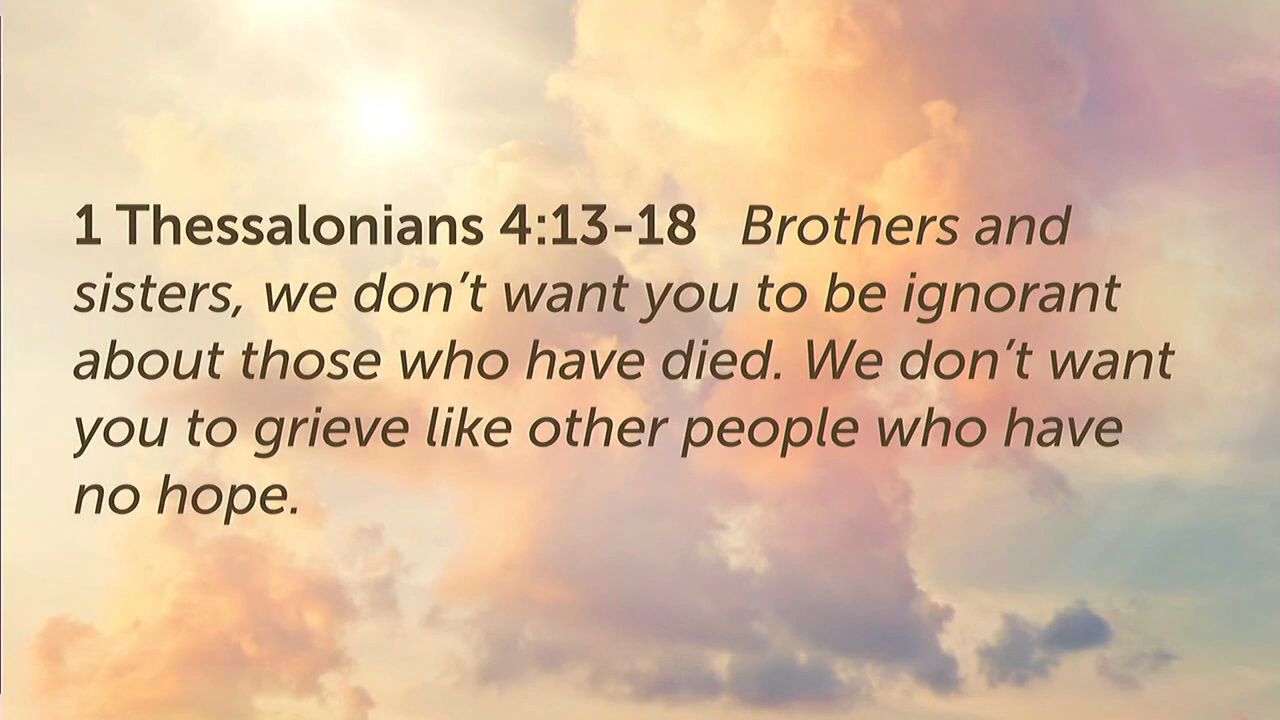 1 Thessalonians 4:13-18 Brothers and
sisters, we don’t want you to be ignorant
about those who have died. We don’t want
you to grieve like other people who have
no hope.